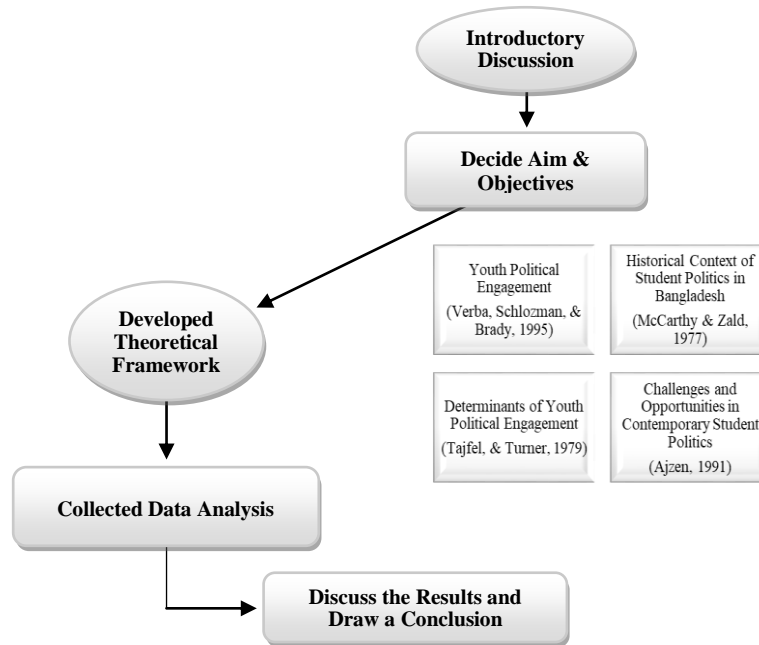 Introductory
Discussion
Decide Aim &
Objectives
Youth Political
Engagement
(Verba, Schlozman, &
Brady, 1995)
Historical Context of
Student Politics in
Bangladesh
(McCarthy & Zald,
1977)
Developed
Theoretical
Framework
Determinants of Youth
Political Engagement
(Tajfel, & Turner, 1979)
Challenges and
Opportunities in
Contemporary Student
Politics
(Ajzen, 1991)
Collected Data Analysis
Discuss the Results and
Draw a Conclusion